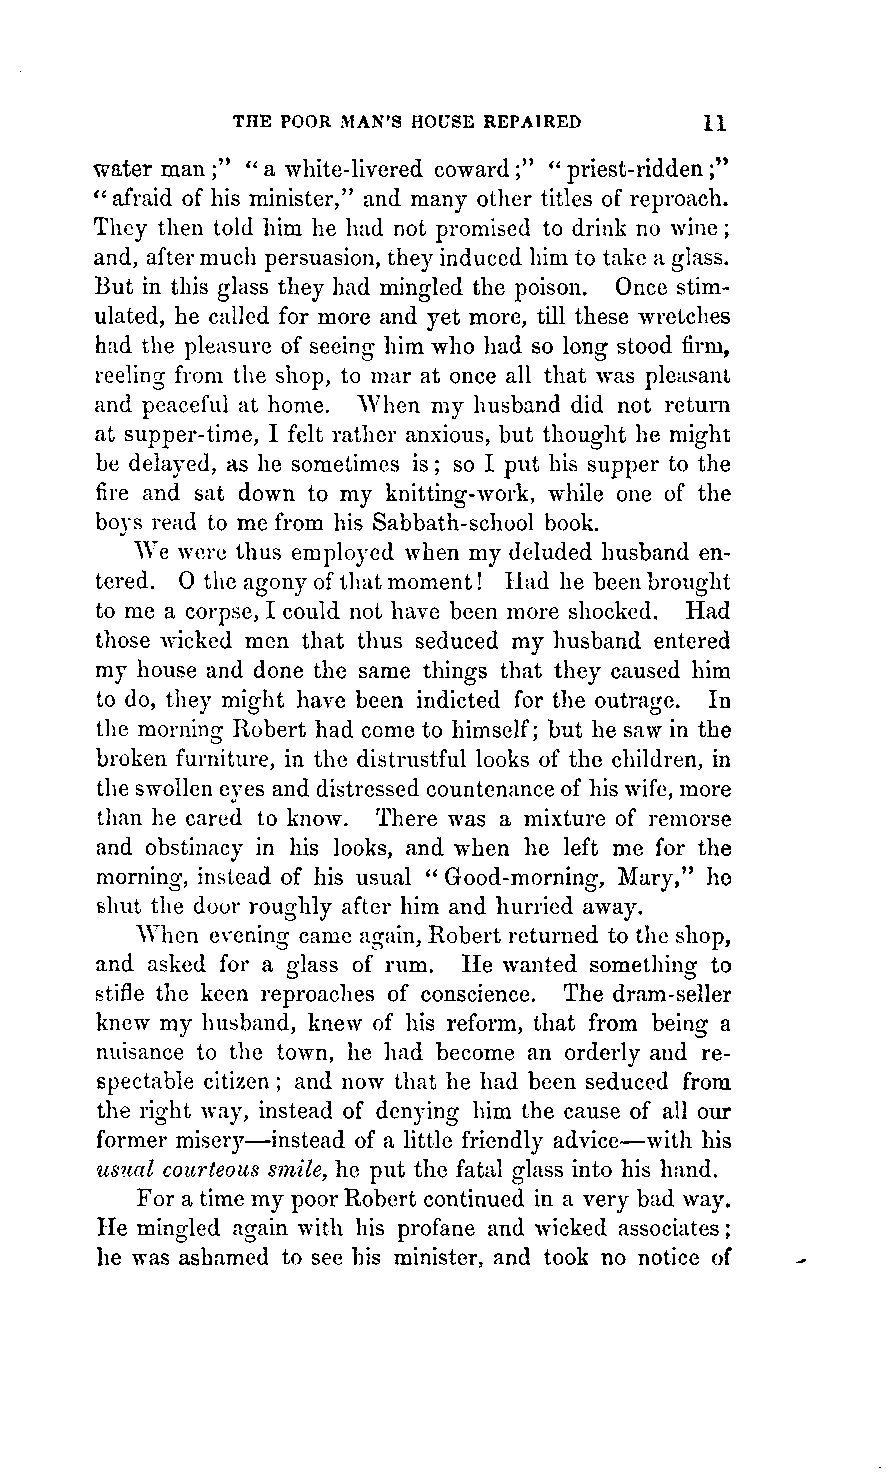 THE POOR MAN'S HOUSE REPAIRED 11
water man;" "a white-livered coward;" "priest-ridden;"
"afraid of his minister," and many other titles of reproach.
They then told him he had not promised to drink no wine;
and, after much persuasion, they induced him to take a glass.
But in this glass they had mingled the poison. Once stim-
ulated, he called for more and yet more, till these wretches
had the pleasure of seeing him who had so long stood firm,
reeling from the shop, to mar at once all that was pleasant
and peaceful at home. When my husband did not return
at supper-time, I felt rather anxious, but thought he might
be delayed, as he sometimes is; so I put his supper to the
fire and sat down to my knitting-work, while one of the
boys read to me from his Sabbath-school book.
We were thus employed when my deluded husband en-
tered. O the agony of that moment! Had he been brought
to me a corpse, I could not have been more shocked. Had
those wicked men that thus seduced my husband entered
my house and done the same things that they caused him
to do, they might have been indicted for the outrage. In
the morning Robert had come to himself; but he saw in the
broken furniture, in the distrustful looks of the children, in
the swollen eyes and distressed countenance of his wife, more
than he cared to know. There was a mixture of remorse
and obstinacy in his looks, and when he left me for the
morning, instead of his usual "Good-morning, Mary," he
shut the door roughly after him and hurried away.
When evening came again, Robert returned to the shop,
and asked for a glass of rum. He wanted something to
stifle the keen reproaches of conscience. The dram-seller
knew my husband, knew of his reform, that from being a
nuisance to the town, he had become an orderly and re-
spectable citizen; and now that he had been seduced from
the right way, instead of denying him the cause of all our
former misery—instead of a little friendly advice—with his
usual courteous smile, he put the fatal glass into his hand.
For a time my poor Robert continued in a very bad way.
He mingled again with his profane and wicked associates;
he was ashamed to see his minister, and took no notice of